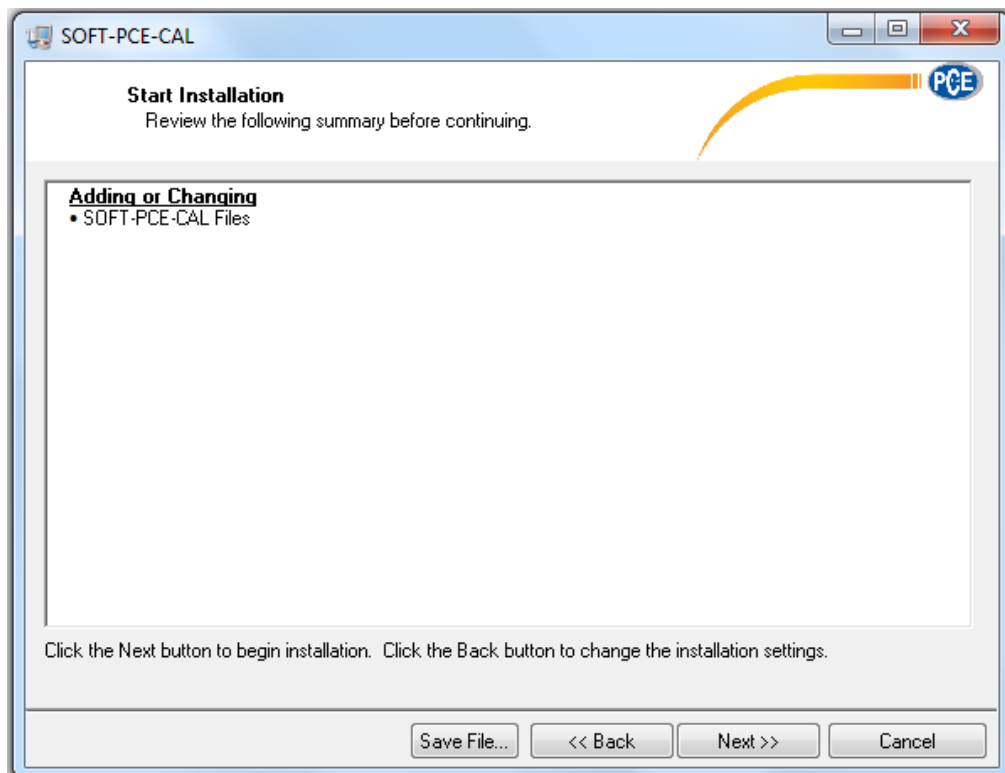 SOFT-PCE-CAL
PCE
Start Installation
Review the following summary before continuing.
Adding or Changing
• SOFT-PCE-CAL Files
Click the Next button to begin installation.  Click the Back button to change the installation settings.
Save File... << Back Next >> Cancel